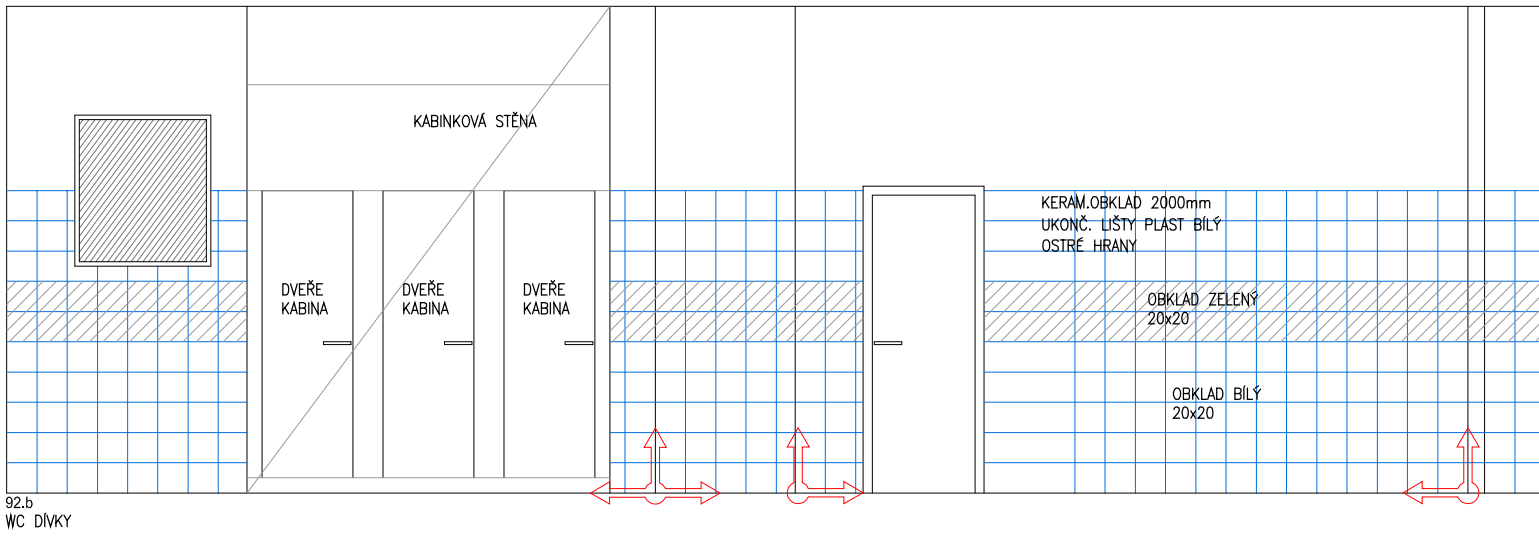 KABINKOVÁ STĚNA
KERAM.OBKLAD 2000mm
UKONČ. LIŠTY PLAST BÍLÝ
OSTRÉ HRANY
DVEŘE
KABINA
DVEŘE
KABINA
DVEŘE
KABINA
OBKLAD ZELENÝ
20x20
OBKLAD BÍLÝ
20x20
92.b
WC DÍVKY